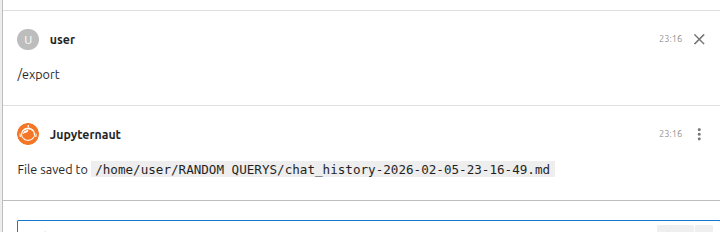 U user 23:16
/export
Jupyternaut 23:16
File saved to /home/user/RANDOM QUERYS/chat_history-2026-02-05-23-16-49.md